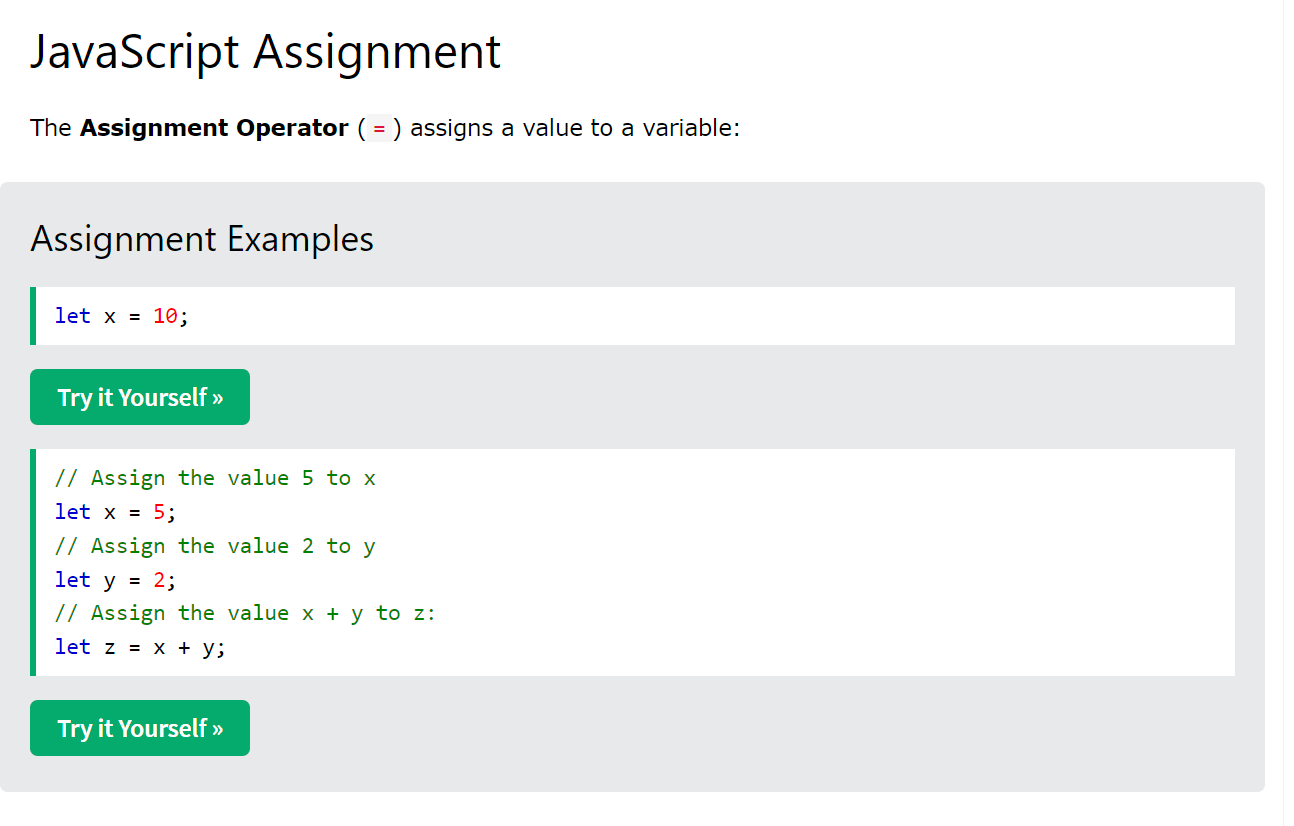 JavaScript Assignment
The Assignment Operator (=) assigns a value to a variable:
Assignment Examples
let x = 10;
Try it Yourself »
// Assign the value 5 to x
let x = 5;
// Assign the value 2 to y
let y = 2;
// Assign the value x + y to z:
let z = x + y;
Try it Yourself »